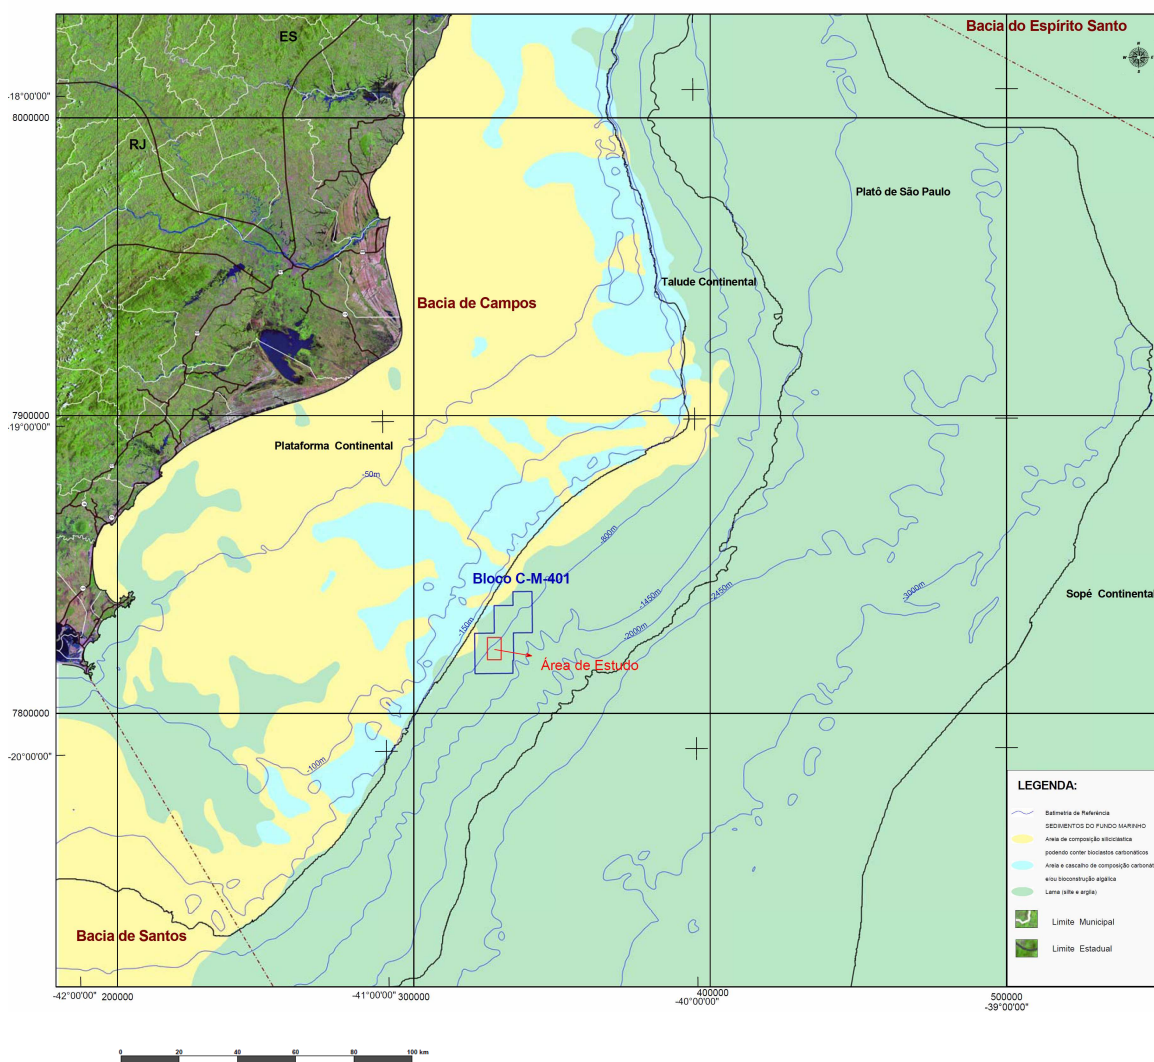 Bacia do Espírito Santo
ES
-18°00'00"
8000000
RJ
Platô de São Paulo
Talude Continental
Bacia de Campos
7900000
-19°00'00"
Plataforma Continental
-50m
-800m
Bloco C-M-401
-1450m
-2450m
-3000m
Sopé Continental
-150m
-2000m
Área de Estudo
7800000
-20°00'00"
-100m
LEGENDA:
Batimetria de Referência
SEDIMENTOS DO FUNDO MARINHO
Areia de composição siliciclástica
podendo conter bioclastos carbonáticos
Areia e cascalho de composição carbonát
e/ou bioconstrução algálica
Lama (silte e argila)
Limite Municipal
Limite Estadual
Bacia de Santos
-42°00'00" 200000
-41°00'00" 300000
400000
-40°00'00"
500000
-39°00'00"
0 20 40 60 80 100 km